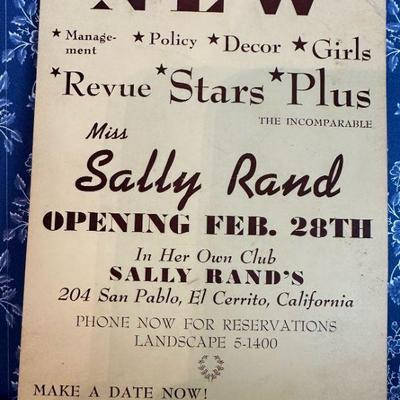 NEW
★ Manage-ment ★ Policy ★ Decor ★ Girls
★ Revue ★ Stars ★ Plus
THE INCOMPARABLE
Miss
Sally Rand
OPENING FEB. 28TH
In Her Own Club
SALLY RAND'S
204 San Pablo, El Cerrito, California
PHONE NOW FOR RESERVATIONS
LANDSCAPE 5-1400
MAKE A DATE NOW!